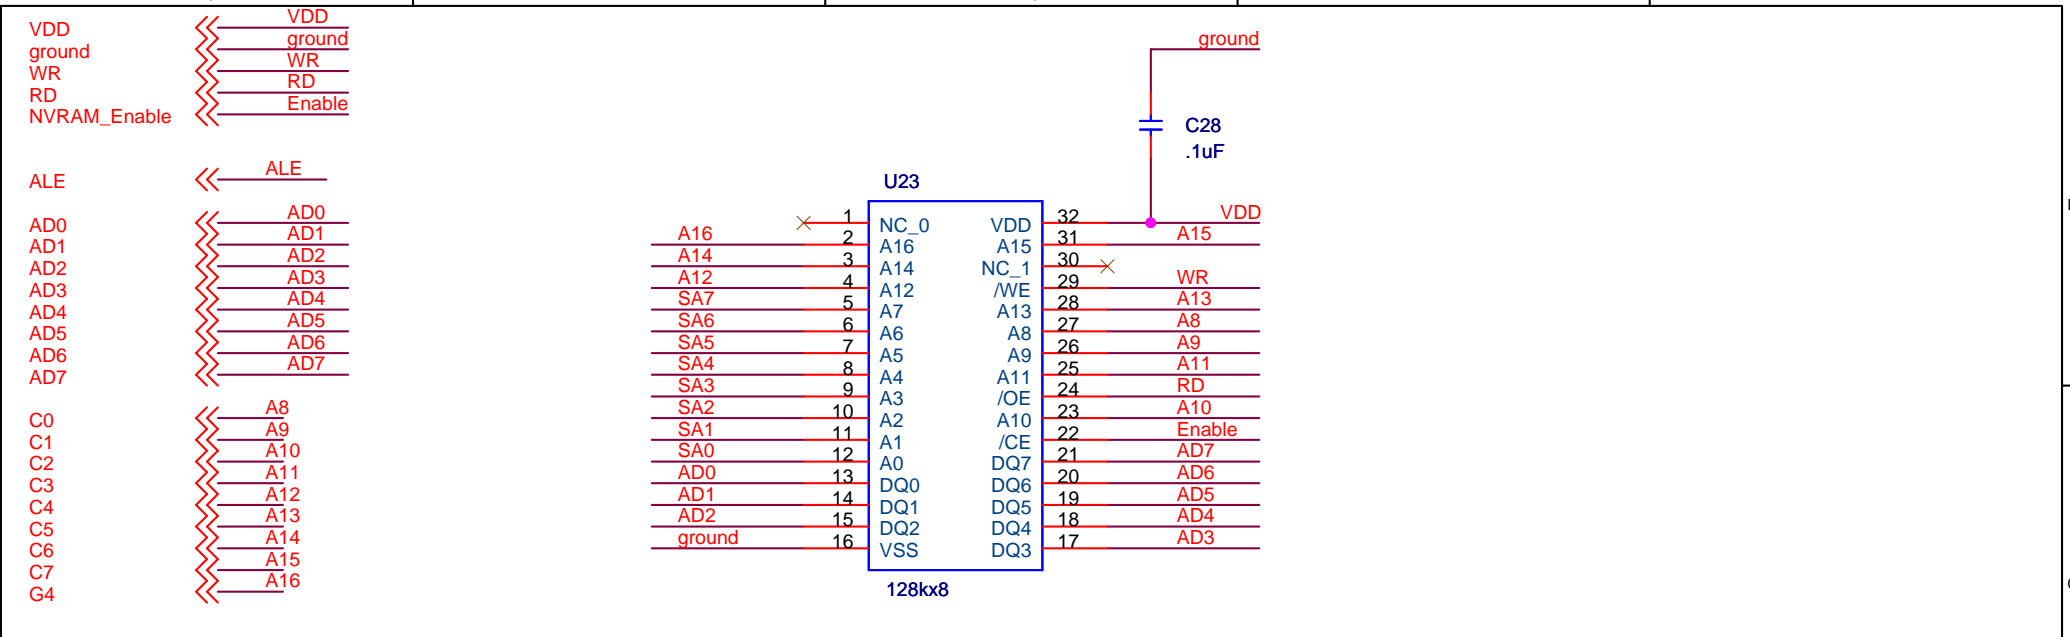 VDD VDD
ground ground
WR WR
RD RD
NVRAM_Enable Enable
ALE ALE
AD0 AD0
AD1 AD1
AD2 AD2
AD3 AD3
AD4 AD4
AD5 AD5
AD6 AD6
AD7 AD7
C0 A8
C1 A9
C2 A10
C3 A11
C4 A12
C5 A13
C6 A14
C7 A15
G4 A16
ground
C28
.1uF
U23
1 NC_0 VDD 32 VDD
A16 2 A16 A15 31 A15
A14 3 A14 NC_1 30
A12 4 A12 /WE 29 WR
SA7 5 A7 A13 28 A13
SA6 6 A6 A8 27 A8
SA5 7 A5 A9 26 A9
SA4 8 A4 A11 25 A11
SA3 9 A3 /OE 24 RD
SA2 10 A2 A10 23 A10
SA1 11 A1 /CE 22 Enable
SA0 12 A0 DQ7 21 AD7
AD0 13 DQ0 DQ6 20 AD6
AD1 14 DQ1 DQ5 19 AD5
AD2 15 DQ2 DQ4 18 AD4
ground 16 VSS DQ3 17 AD3
128kx8